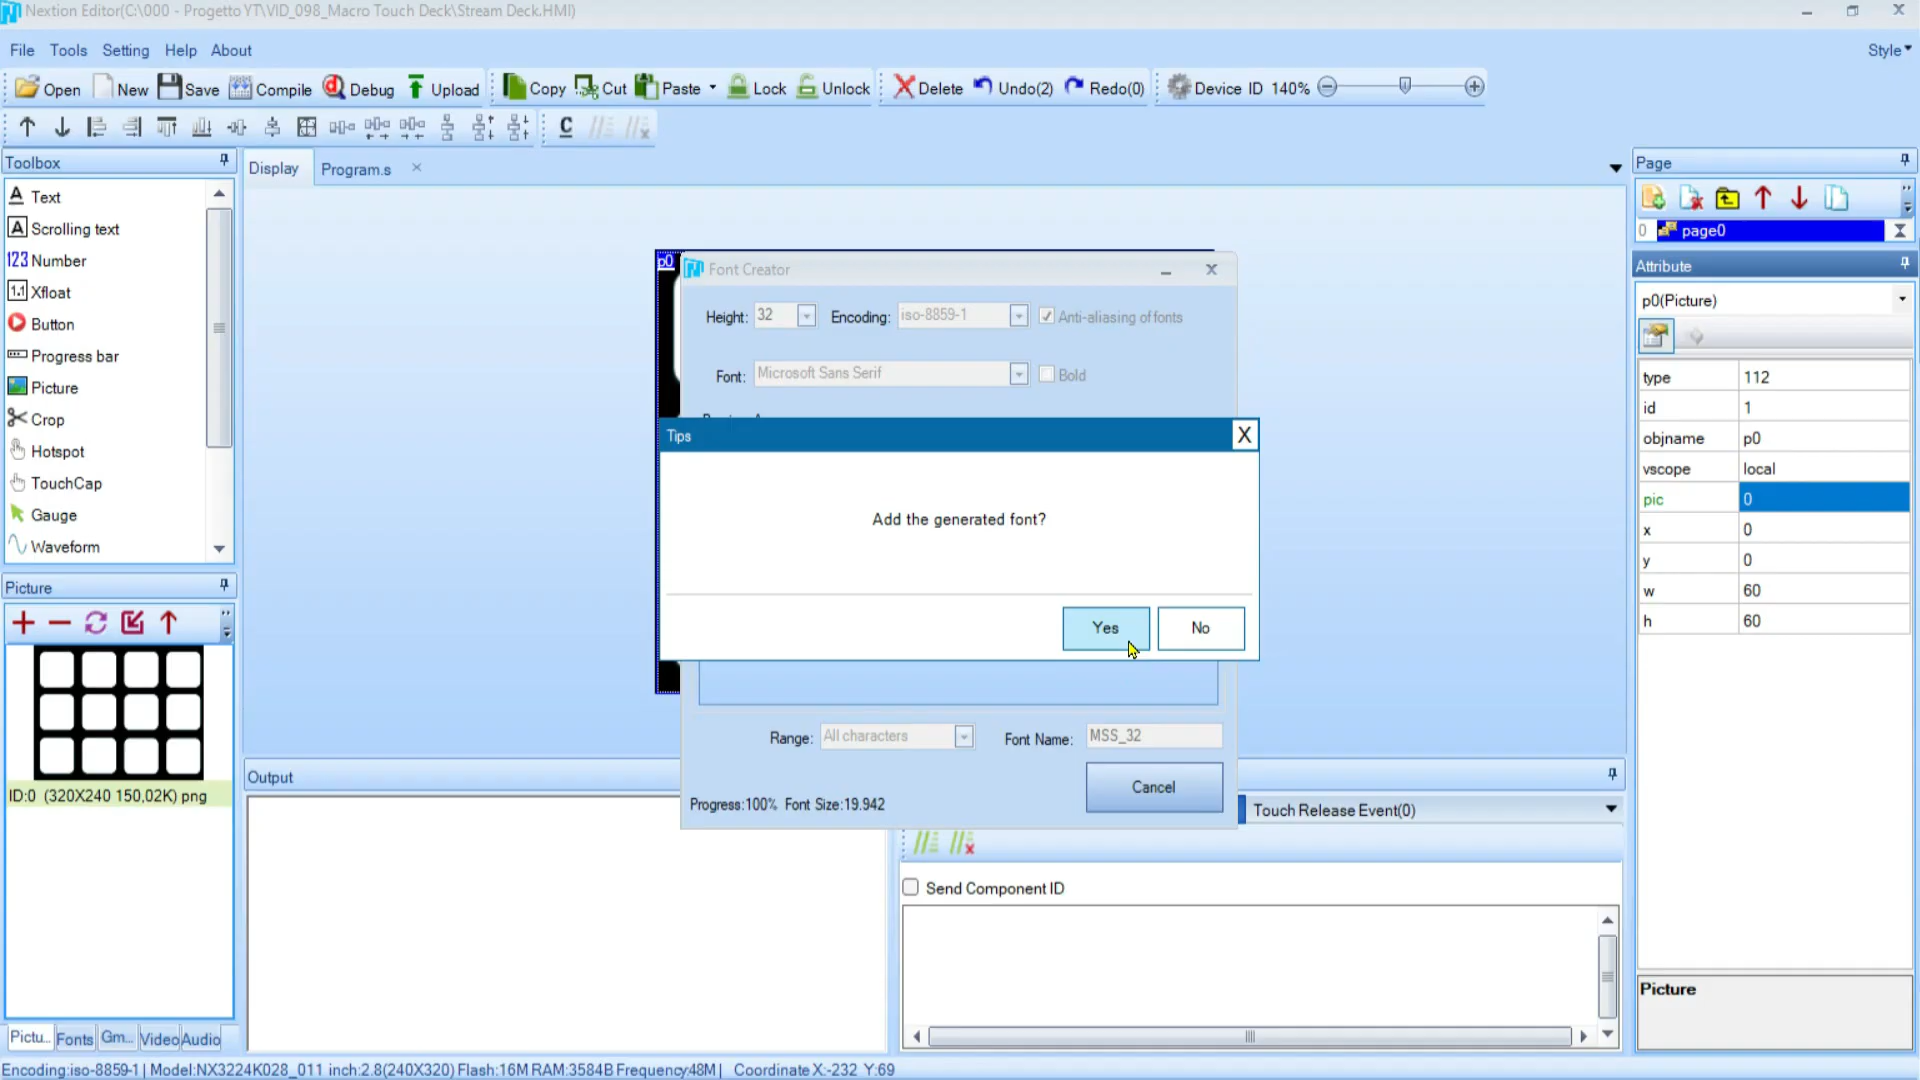 Nextion Editor(C:\000 - Progetto YT\VID_098_Macro Touch Deck\Stream Deck.HMI)
File Tools Setting Help About Style
Open New Save Compile Debug Upload Copy Cut Paste Lock Unlock Delete Undo(2) Redo(0) Device ID 140%
Toolbox
Display Program.s
Page
A Text
A Scrolling text
123 Number
1.1 Xfloat
Button
Progress bar
Picture
Crop
Hotspot
TouchCap
Gauge
Waveform
0 page0
Attribute
p0(Picture)
type 112
id 1
objname p0
vscope local
pic 0
x 0
y 0
w 60
h 60
p0
Font Creator
Height: 32 Encoding: iso-8859-1 Anti-aliasing of fonts
Font: Microsoft Sans Serif Bold
Tips X
Add the generated font?
Yes No
Range: All characters Font Name: MSS_32
Cancel
Progress:100% Font Size:19.942
Picture
ID:0 (320X240 150,02K) png
Pictu... Fonts Gm... Video Audio
Output
Touch Release Event(0)
Send Component ID
Picture
Encoding:iso-8859-1 | Model:NX3224K028_011 inch:2.8(240X320) Flash:16M RAM:3584B Frequency:48M | Coordinate X:-232 Y:69